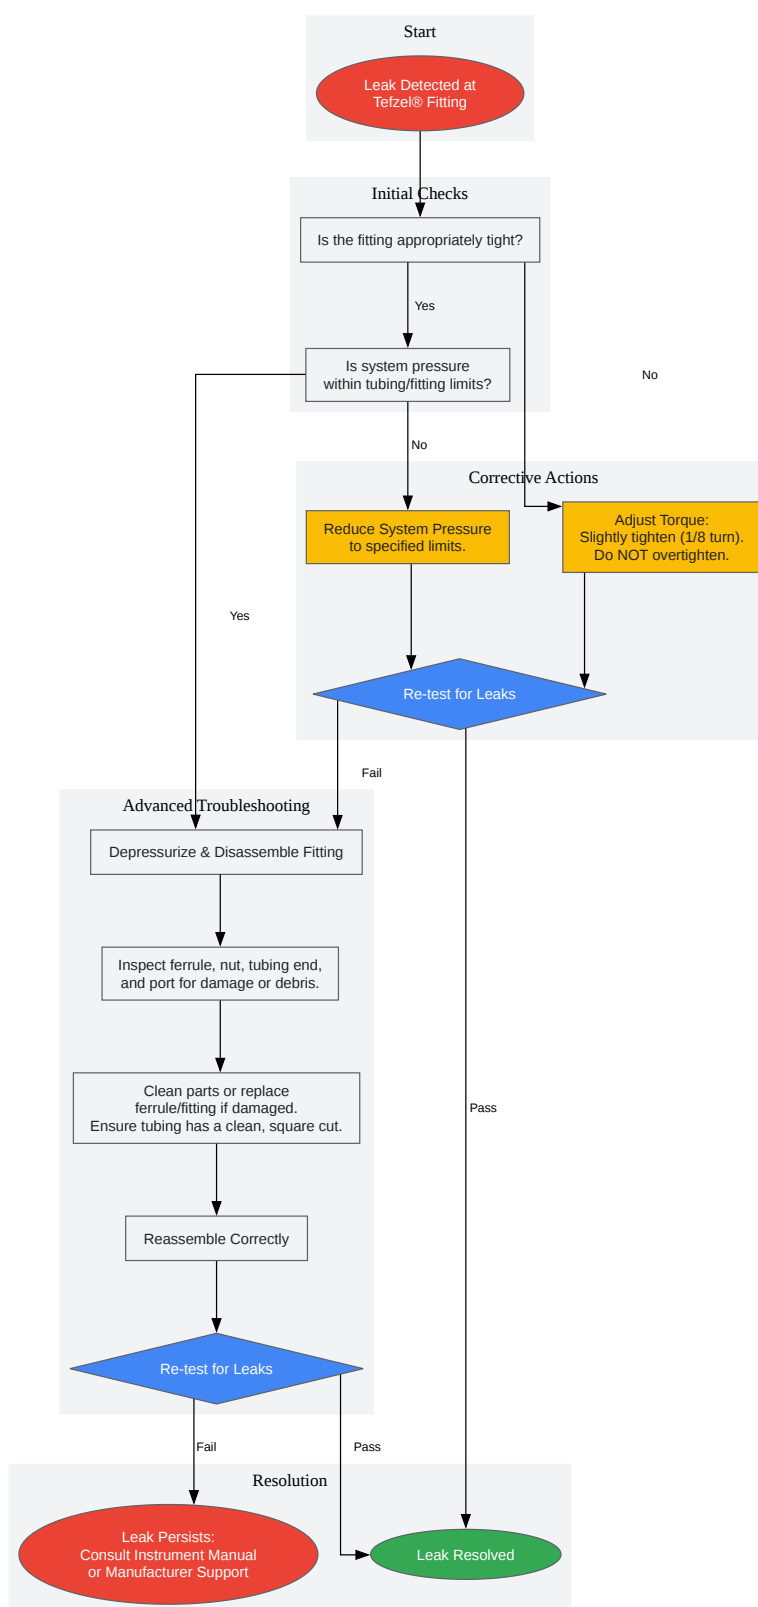 Start
Leak Detected at
Tefzel® Fitting
Initial Checks
Is the fitting appropriately tight?
Yes
Is system pressure
within tubing/fitting limits?
No
No
Corrective Actions
Reduce System Pressure
to specified limits.
Adjust Torque:
Slightly tighten (1/8 turn).
Do NOT overtighten.
Yes
Re-test for Leaks
Fail
Advanced Troubleshooting
Depressurize & Disassemble Fitting
Inspect ferrule, nut, tubing end,
and port for damage or debris.
Clean parts or replace
ferrule/fitting if damaged.
Ensure tubing has a clean, square cut.
Pass
Reassemble Correctly
Re-test for Leaks
Fail
Pass
Resolution
Leak Persists:
Consult Instrument Manual
or Manufacturer Support
Leak Resolved